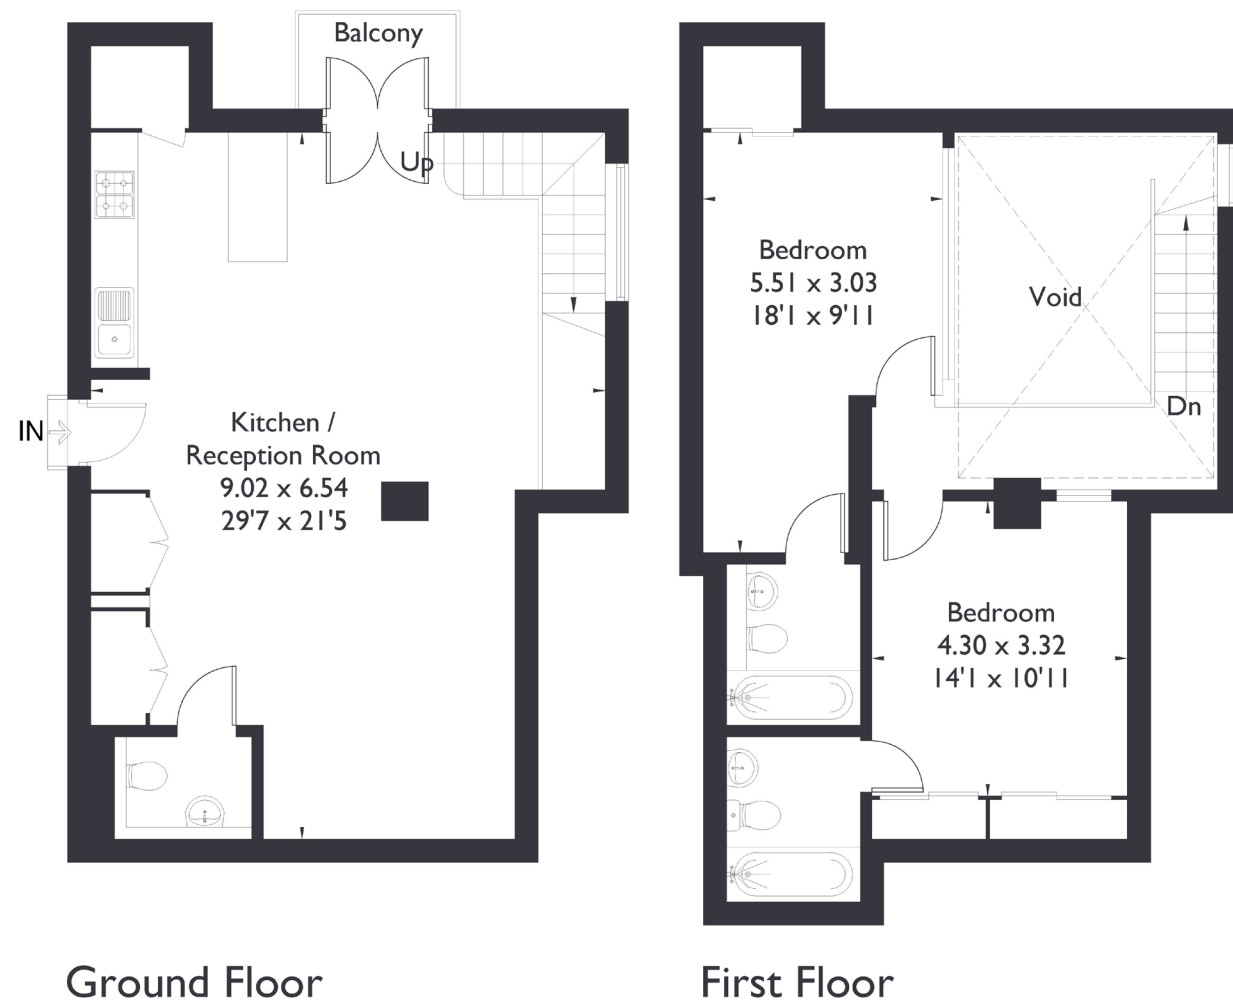 Balcony
Up
IN
Kitchen /
Reception Room
9.02 x 6.54
29'7 x 21'5
Ground Floor
Bedroom
5.51 x 3.03
18'1 x 9'11
Void
Dn
Bedroom
4.30 x 3.32
14'1 x 10'11
First Floor